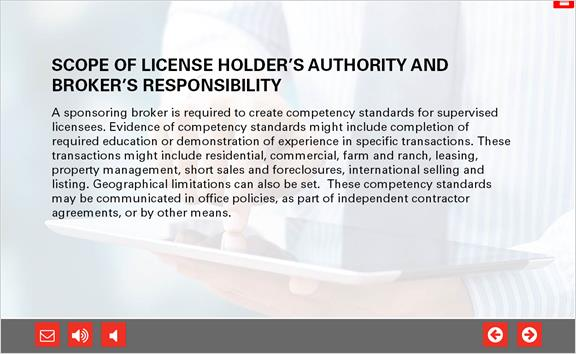 SCOPE OF LICENSE HOLDER'S AUTHORITY AND
BROKER'S RESPONSIBILITY
A sponsoring broker is required to create competency standards for supervised
licensees. Evidence of competency standards might include completion of
required education or demonstration of experience in specific transactions. These
transactions might include residential, commercial, farm and ranch, leasing,
property management, short sales and foreclosures, international selling and
listing. Geographical limitations can also be set.  These competency standards
may be communicated in office policies, as part of independent contractor
agreements, or by other means.